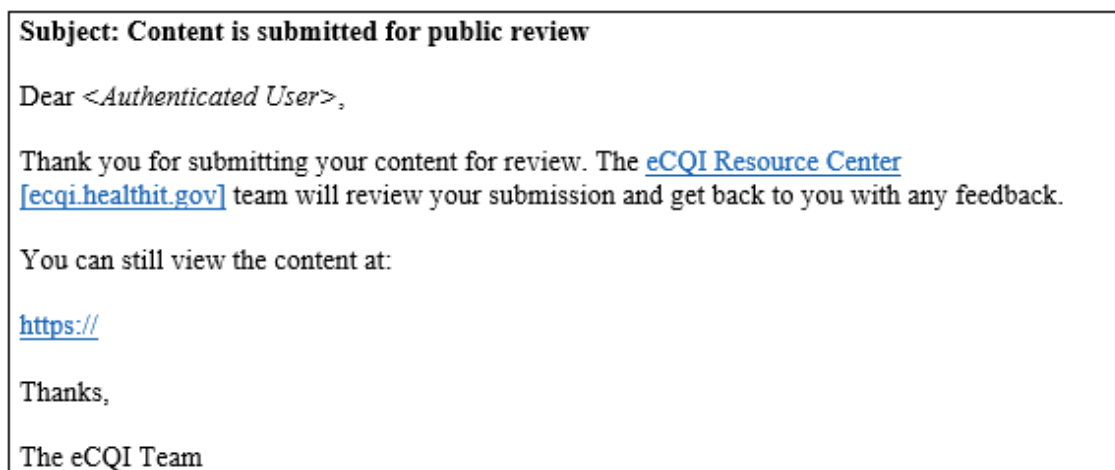 Subject: Content is submitted for public review
Dear <Authenticated User>,
Thank you for submitting your content for review. The eCQI Resource Center
[ecqi.healthit.gov] team will review your submission and get back to you with any feedback.
You can still view the content at:
https://
Thanks,
The eCQI Team